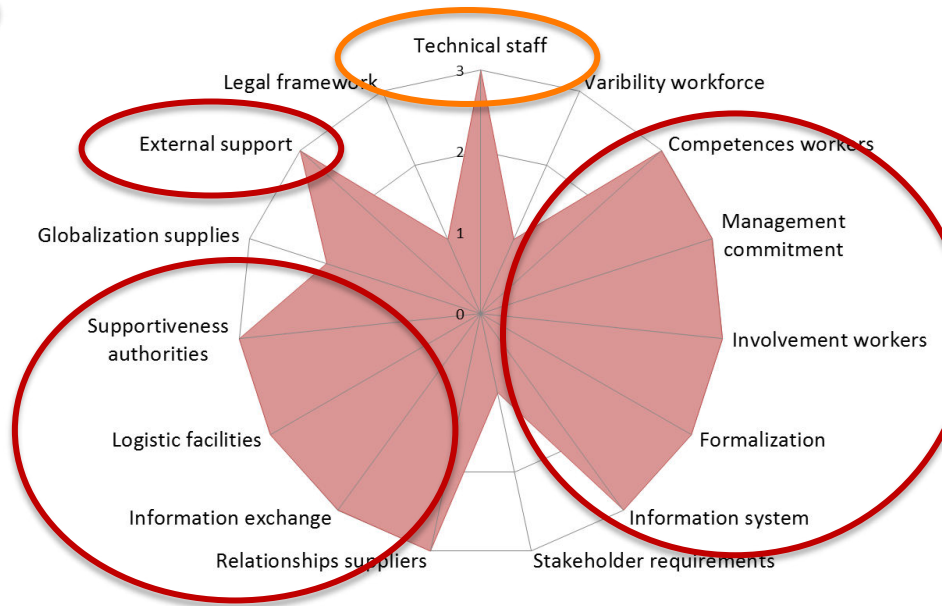 Technical staff
Legal framework
3
Varibility workforce
External support
2
Competences workers
Globalization supplies
1
Management
commitment
Supportiveness
authorities
0
Involvement workers
Logistic facilities
Formalization
Information exchange
Information system
Relationships suppliers
Stakeholder requirements